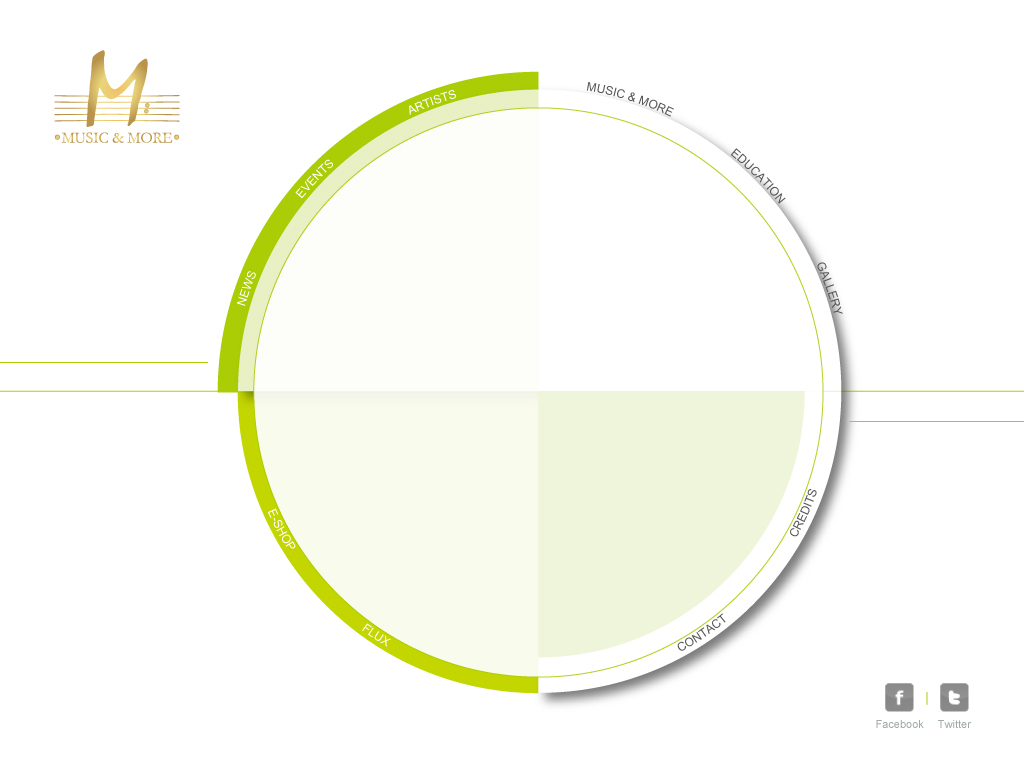 M:
MUSIC & MORE
ARTISTS
EVENTS
NEWS
MUSIC & MORE
EDUCATION
GALLERY
E-SHOP
FLUX
CREDITS
CONTACT
f
t
Facebook | Twitter